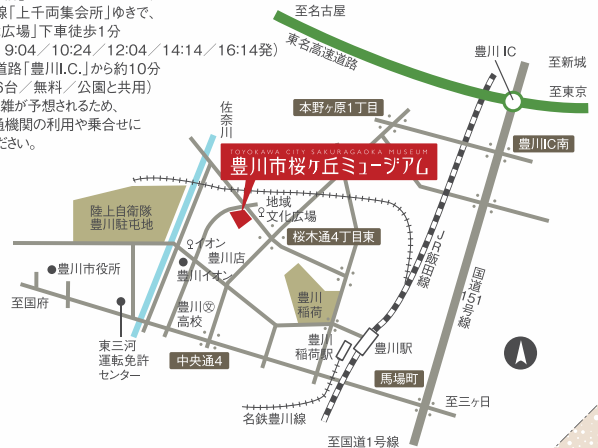 線「上千両集会所」ゆきで、
広場」下車徒歩1分
9:04／10:24／12:04／14:14／16:14発）
道路「豊川I.C.」から約10分
6台／無料／公園と共用）
雑が予想されるため、
通機関の利用や乗合せに
ださい。
至名古屋
東名高速道路
豊川 IC
至新城
至東京
佐奈川
本野ヶ原1丁目
豊川IC南
TOYOKAWA CITY SAKURAGAOKA MUSEUM
豊川市桜ヶ丘ミュージアム
陸上自衛隊
豊川駐屯地
地域
文化広場
桜木通4丁目東
イオン
豊川店
豊川イオン
豊川市役所
JR飯田線
国道151号線
至国府
豊川
高校
文
豊川
稲荷
東三河
運転免許
センター
中央通4
豊川
稲荷駅
豊川駅
馬場町
至三ヶ日
名鉄豊川線
至国道1号線